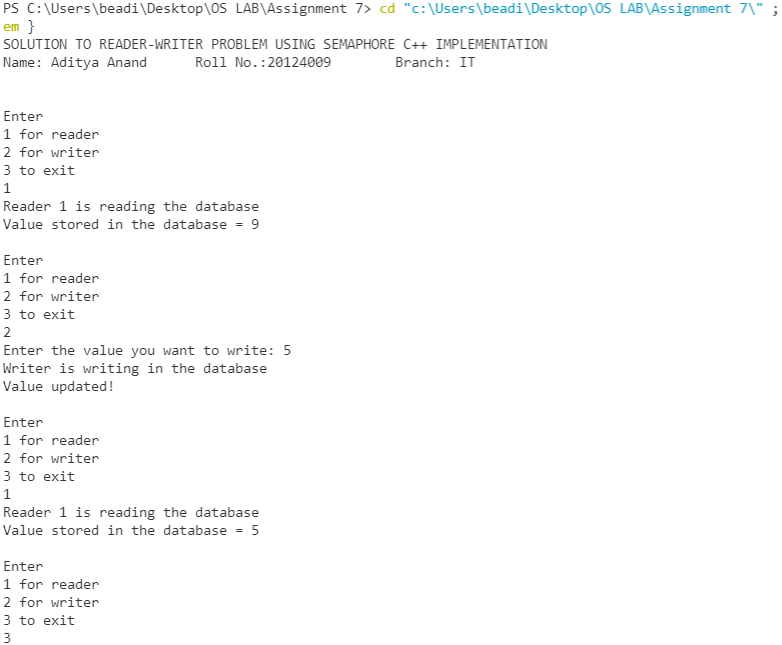 PS C:\Users\beadi\Desktop\OS LAB\Assignment 7> cd "c:\Users\beadi\Desktop\OS LAB\Assignment 7\" ;
em }
SOLUTION TO READER-WRITER PROBLEM USING SEMAPHORE C++ IMPLEMENTATION
Name: Aditya Anand      Roll No.:20124009        Branch: IT
Enter
1 for reader
2 for writer
3 to exit
1
Reader 1 is reading the database
Value stored in the database = 9
Enter
1 for reader
2 for writer
3 to exit
2
Enter the value you want to write: 5
Writer is writing in the database
Value updated!
Enter
1 for reader
2 for writer
3 to exit
1
Reader 1 is reading the database
Value stored in the database = 5
Enter
1 for reader
2 for writer
3 to exit
3